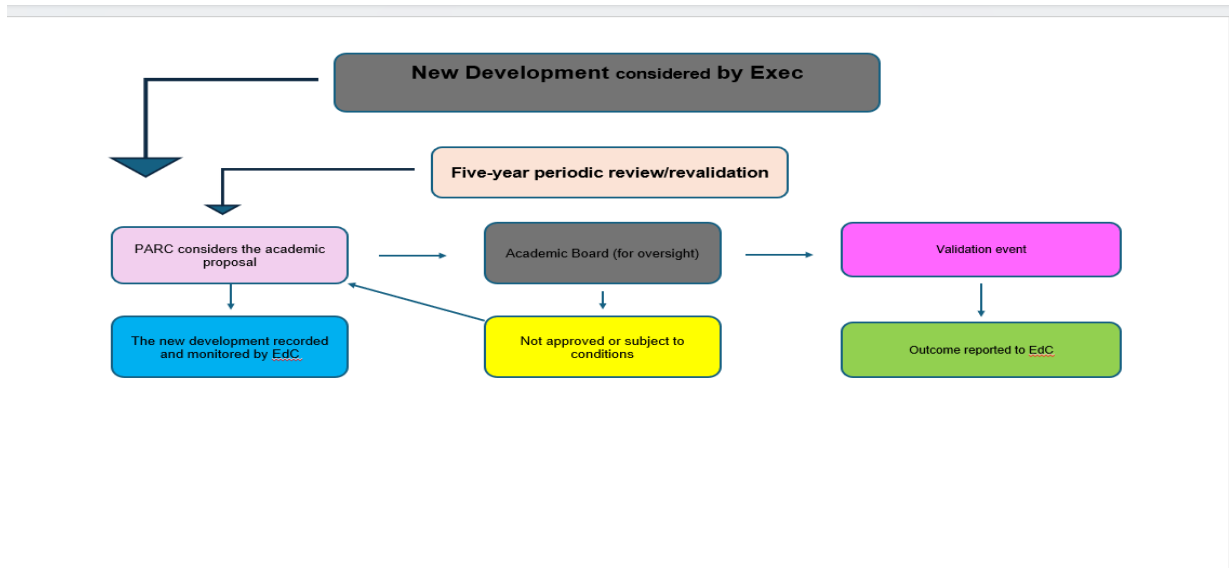 New Development considered by Exec
Five-year periodic review/revalidation
PARC considers the academic
proposal
Academic Board (for oversight)
Validation event
The new development recorded
and monitored by EdC
Not approved or subject to
conditions
Outcome reported to EdC